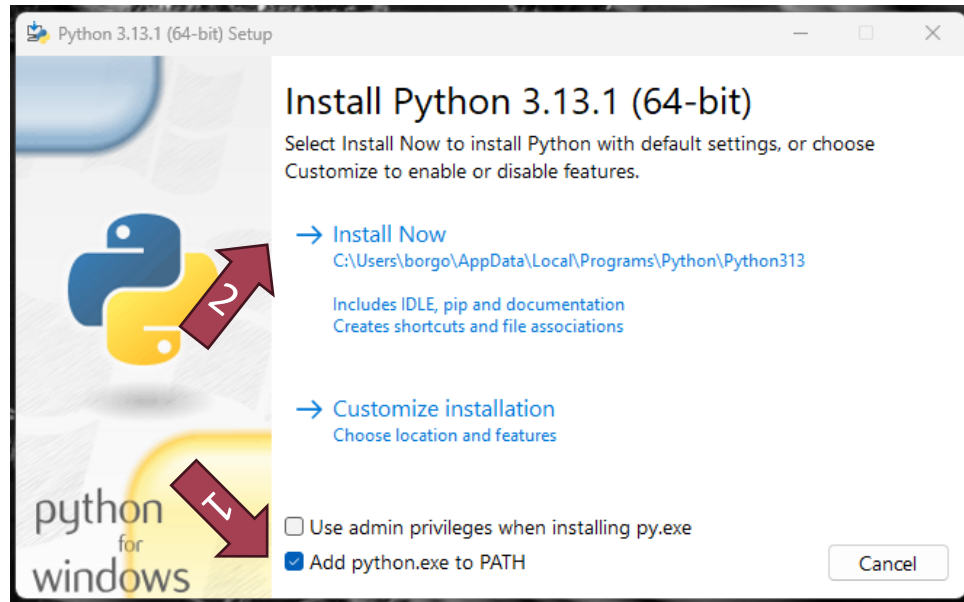 Python 3.13.1 (64-bit) Setup
Install Python 3.13.1 (64-bit)
Select Install Now to install Python with default settings, or choose
Customize to enable or disable features.
Install Now
C:\Users\borgo\AppData\Local\Programs\Python\Python313
Includes IDLE, pip and documentation
Creates shortcuts and file associations
2
Customize installation
Choose location and features
1
python
for
windows
Use admin privileges when installing py.exe
Add python.exe to PATH
Cancel